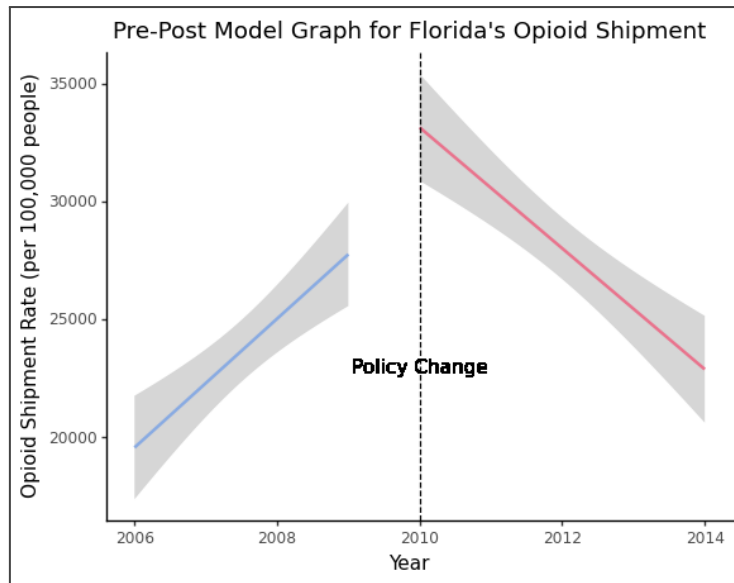 Pre-Post Model Graph for Florida's Opioid Shipment
Opioid Shipment Rate (per 100,000 people)
35000
30000
25000
20000
Policy Change
2006
2008
2010
2012
2014
Year